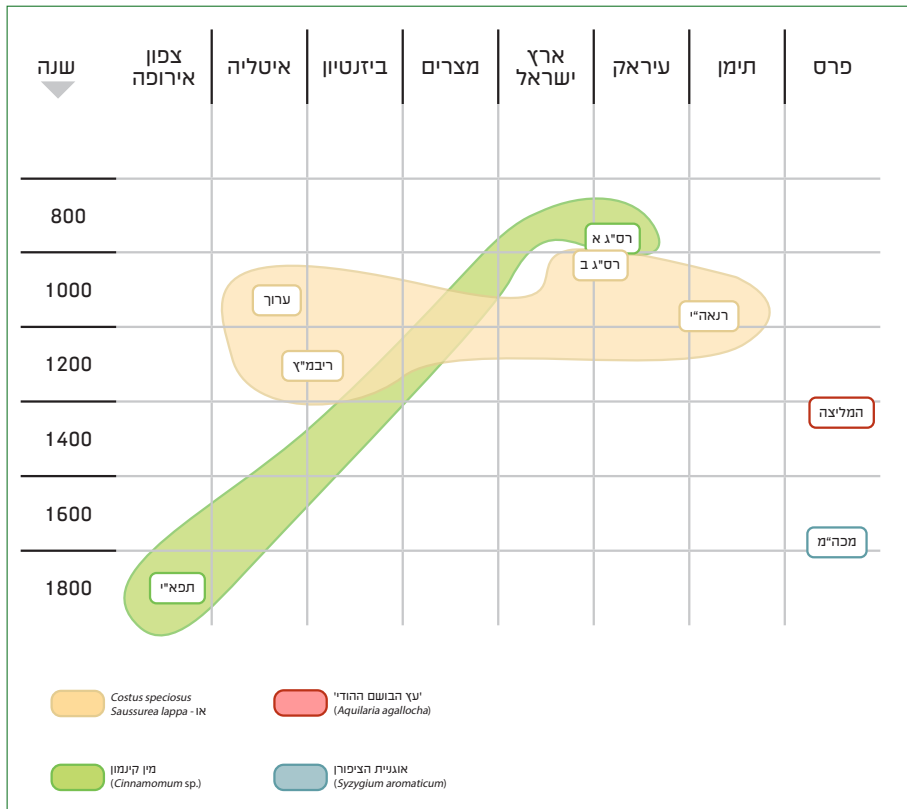 שנה
צפון אירופה
איטליה
ביזנטיון
מצרים
ארץ ישראל
עיראק
תימן
פרס
800
רס"ג א
רס"ג ב
1000
ערוך
רנאה"י
1200
ריבמ"ץ
המליצה
1400
1600
מכה"מ
1800
תפא"י
Costus speciosus
Saussurea lappa - או
'עץ הבושם ההודי'
(Aquilaria agallocha)
מין קינמון
(Cinnamomum sp.)
אוגניית הציפורן
(Syzygium aromaticum)